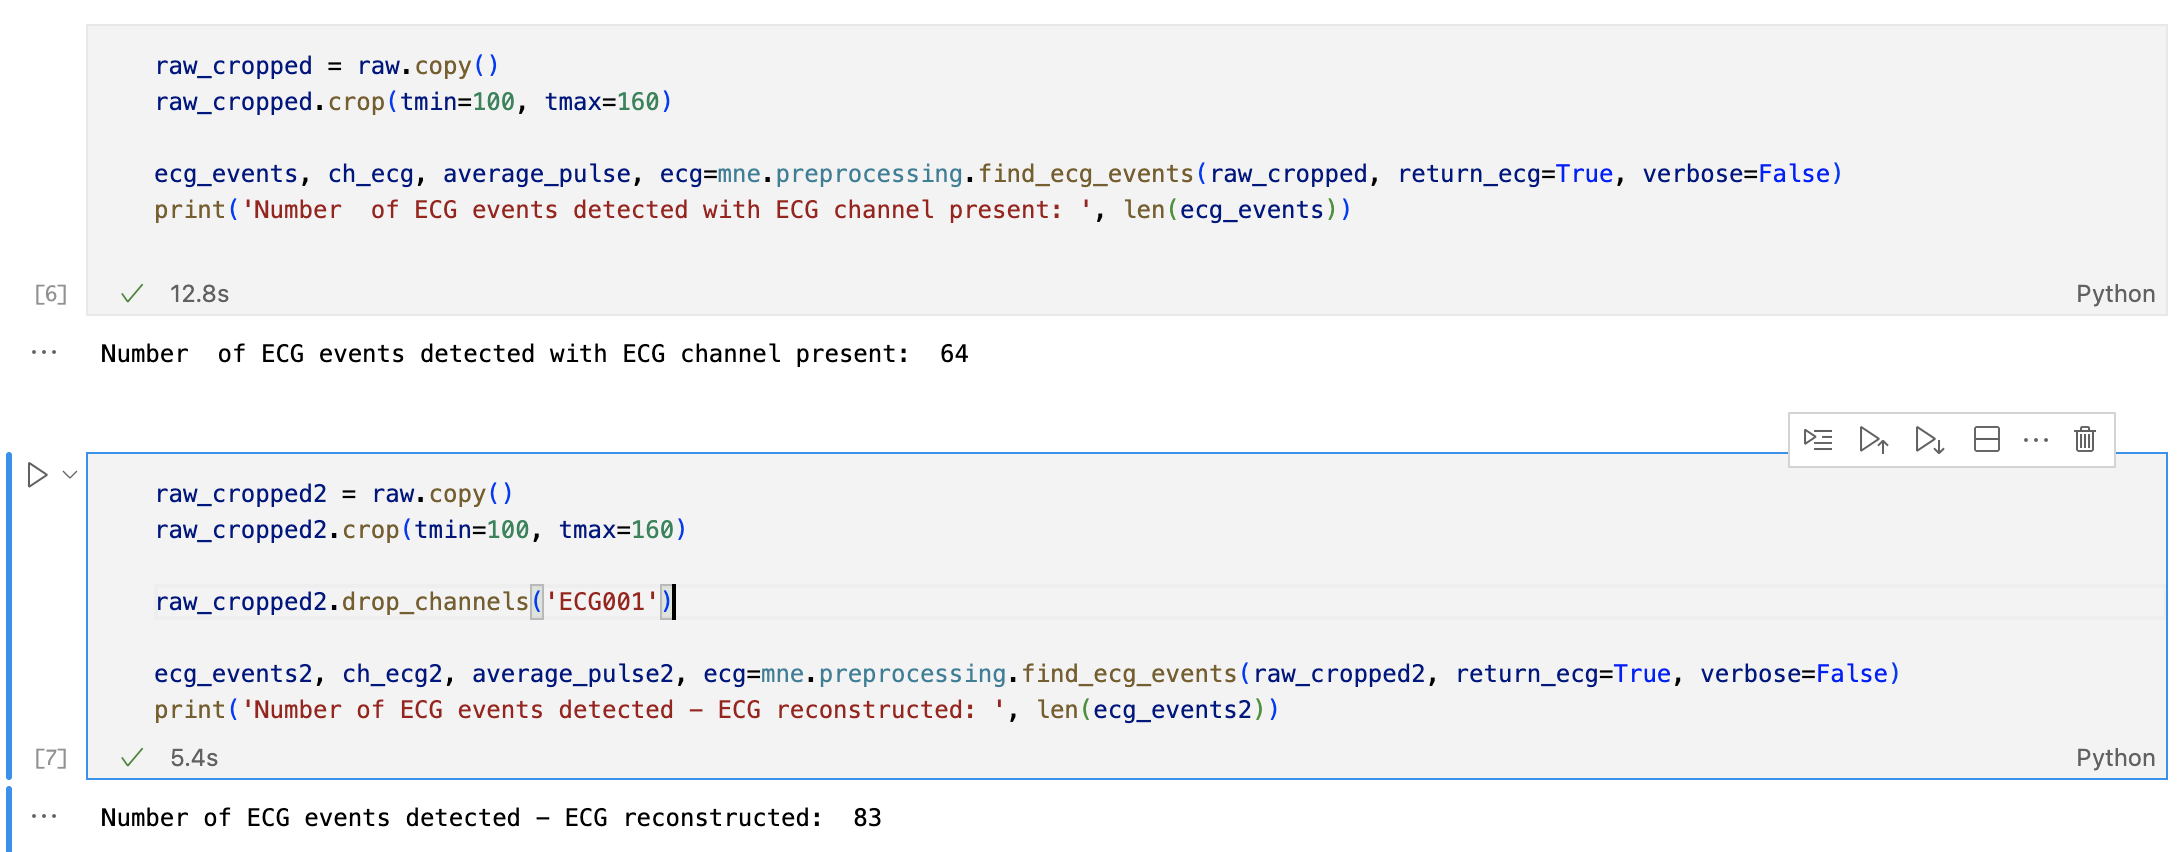 raw_cropped = raw.copy()
raw_cropped.crop(tmin=100, tmax=160)
ecg_events, ch_ecg, average_pulse, ecg=mne.preprocessing.find_ecg_events(raw_cropped, return_ecg=True, verbose=False)
print('Number  of ECG events detected with ECG channel present: ', len(ecg_events))
[6] 12.8s Python
Number  of ECG events detected with ECG channel present:  64
raw_cropped2 = raw.copy()
raw_cropped2.crop(tmin=100, tmax=160)
raw_cropped2.drop_channels('ECG001')
ecg_events2, ch_ecg2, average_pulse2, ecg=mne.preprocessing.find_ecg_events(raw_cropped2, return_ecg=True, verbose=False)
print('Number of ECG events detected – ECG reconstructed: ', len(ecg_events2))
[7] 5.4s Python
Number of ECG events detected – ECG reconstructed:  83